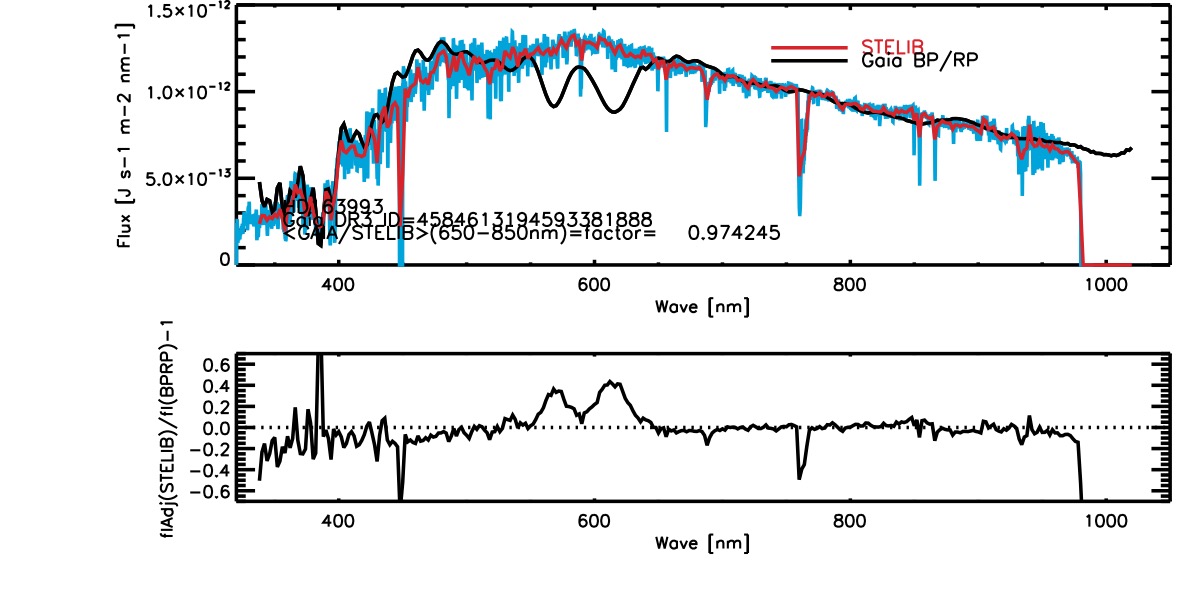 1.5×10−12
1.0×10−12
5.0×10−13
0
Flux [J s−1 m−2 nm−1]
STELIB
Gaia BP/RP
HD 63993
Gaia DR3 ID=4584613194593381888
<GAIA/STELIB>(650−850nm)=factor= 0.974245
400 600 800 1000
Wave [nm]
flAdj(STELIB)/fl(BPRP)−1
0.6
0.4
0.2
0.0
−0.2
−0.4
−0.6
400 600 800 1000
Wave [nm]